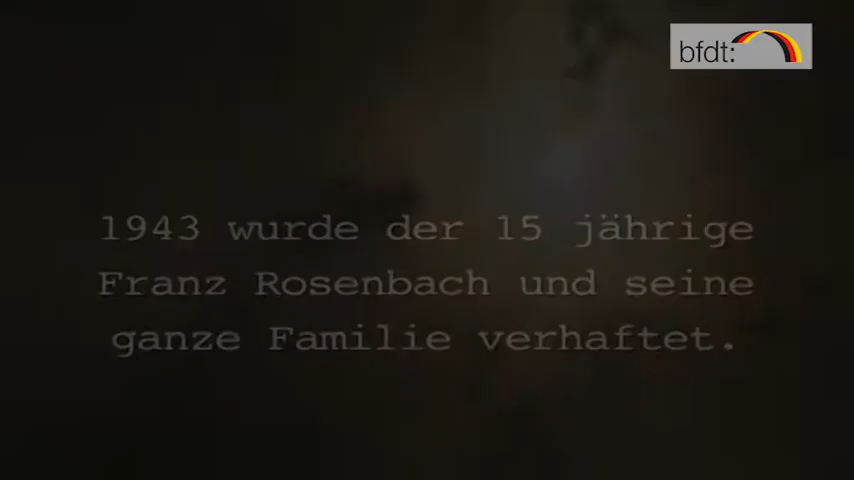 bfdt:
1943 wurde der 15 jährige
Franz Rosenbach und seine
ganze Familie verhaftet.